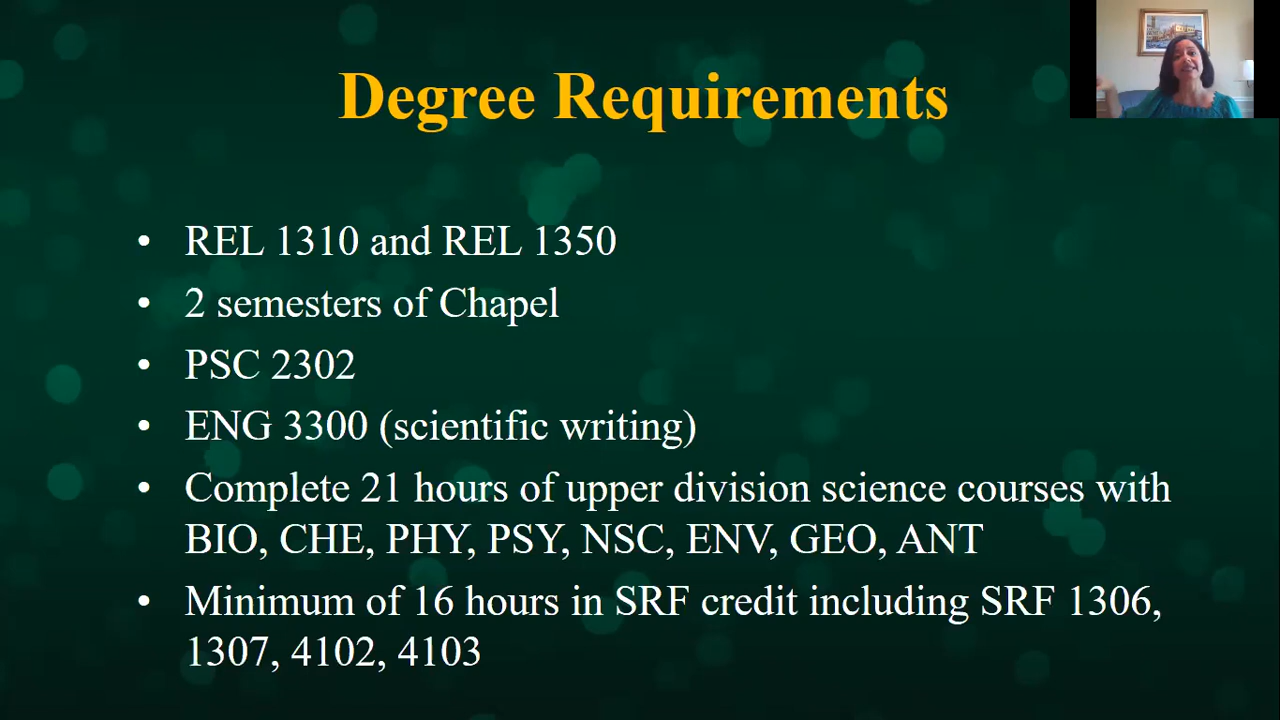 Degree Requirements
• REL 1310 and REL 1350
• 2 semesters of Chapel
• PSC 2302
• ENG 3300 (scientific writing)
• Complete 21 hours of upper division science courses with
BIO, CHE, PHY, PSY, NSC, ENV, GEO, ANT
• Minimum of 16 hours in SRF credit including SRF 1306,
1307, 4102, 4103